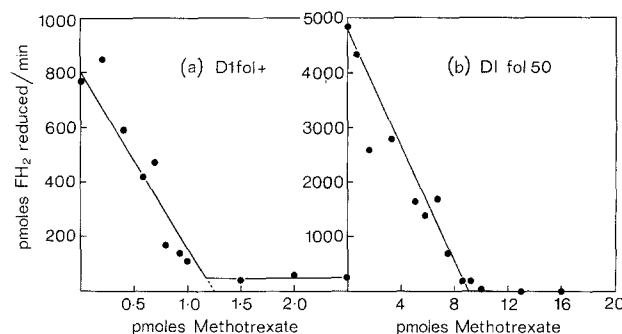 1000
800
600
400
200
pmoles FH₂ reduced/min
(a) D1fol+
0·5 1·0 1·5 2·0
pmoles Methotrexate
5000
4000
3000
2000
1000
0
(b) DI fol 50
4 8 12 16 20
pmoles Methotrexate